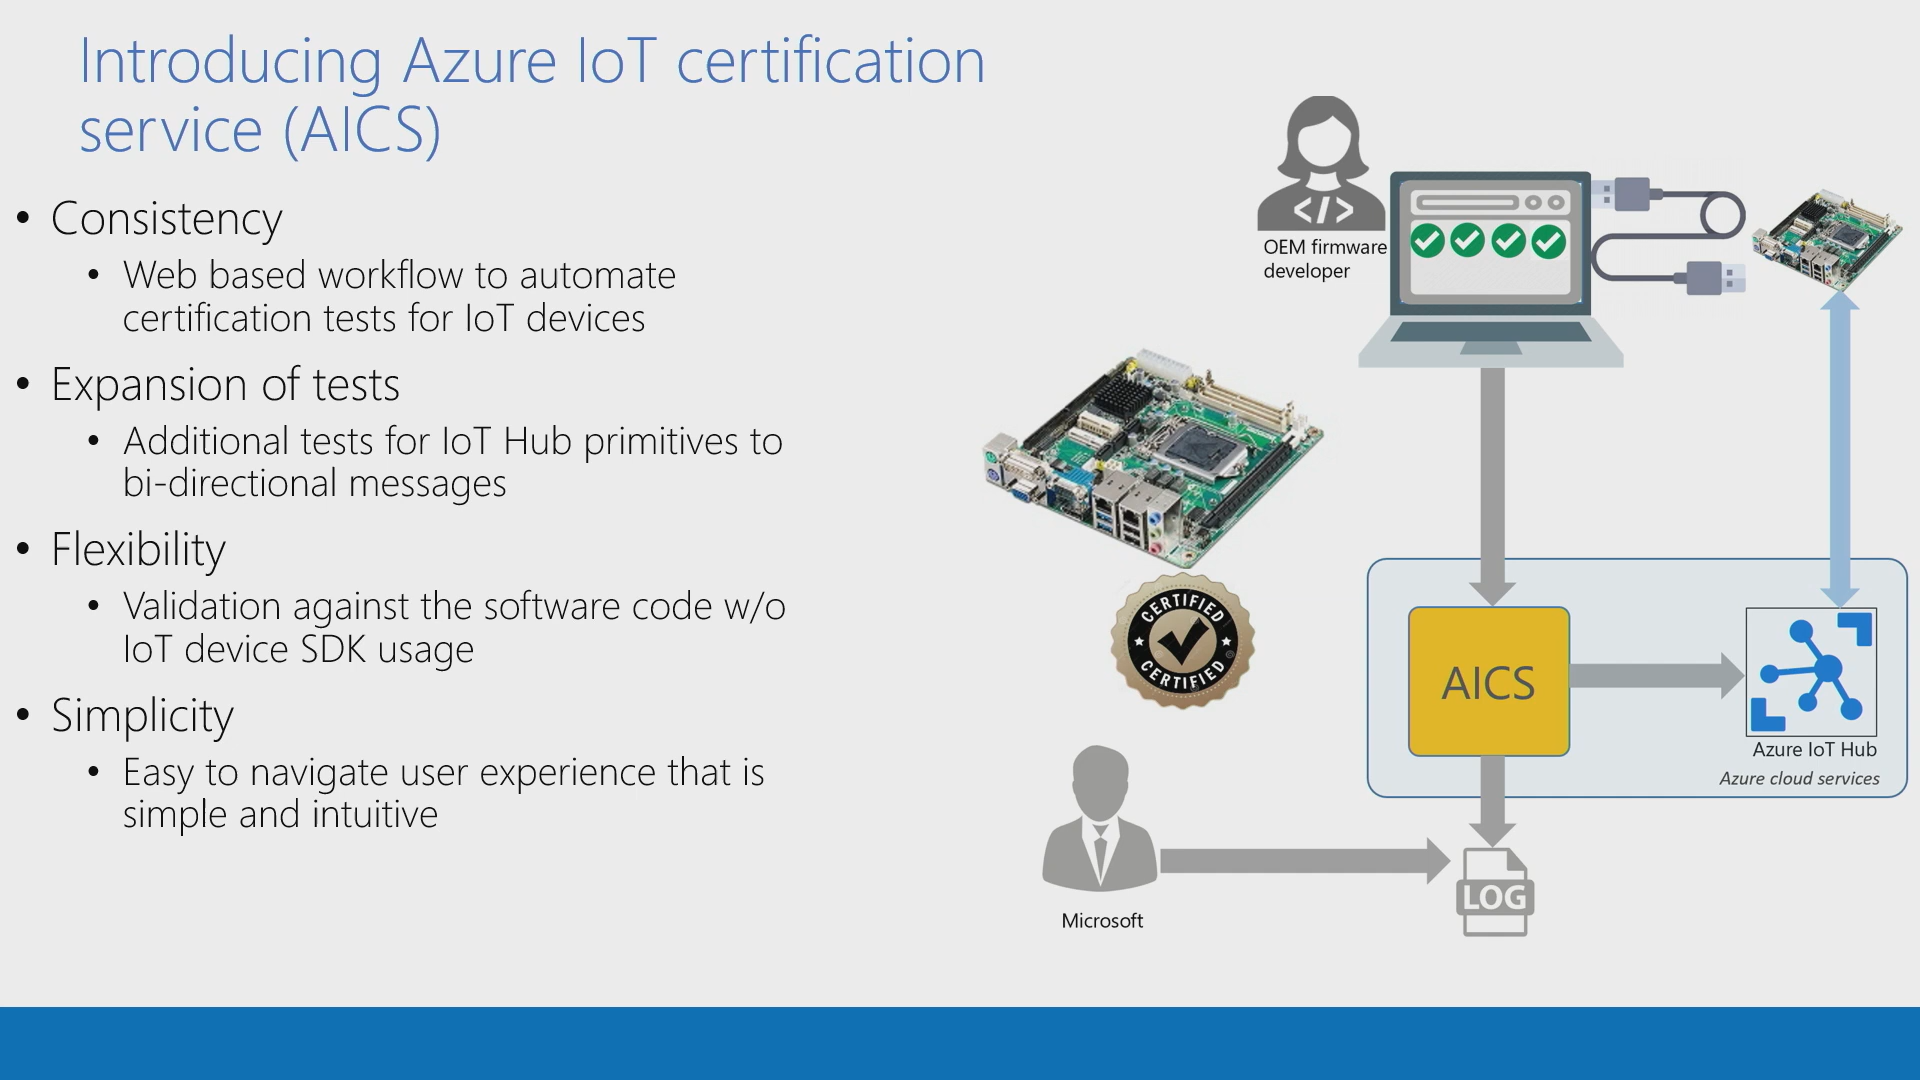 Introducing Azure IoT certification
service (AICS)
• Consistency
• Web based workflow to automate
certification tests for IoT devices
• Expansion of tests
• Additional tests for IoT Hub primitives to
bi-directional messages
• Flexibility
• Validation against the software code w/o
IoT device SDK usage
• Simplicity
• Easy to navigate user experience that is
simple and intuitive
</>
OEM firmware
developer
CERTIFIED
CERTIFIED
AICS
Azure IoT Hub
Azure cloud services
Microsoft
LOG